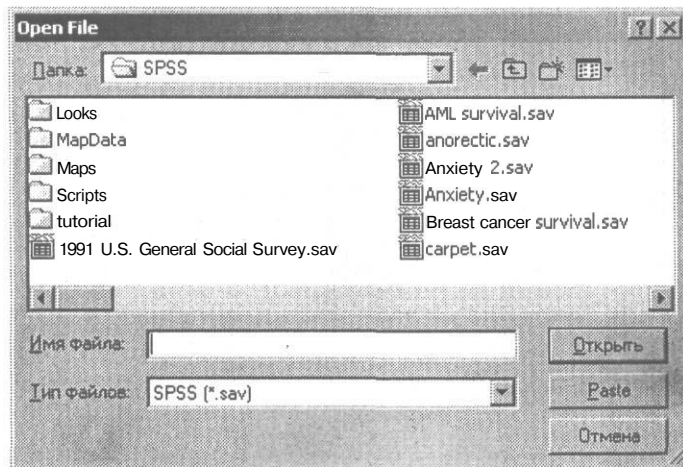 Open File
Папка: SPSS
Looks
MapData
Maps
Scripts
tutorial
1991 U.S. General Social Survey.sav
AML survival.sav
anorectic.sav
Anxiety 2.sav
Anxiety.sav
Breast cancer survival.sav
carpet.sav
Имя файла:
Открыть
Тип файлов: SPSS (*.sav)
Paste
Отмена